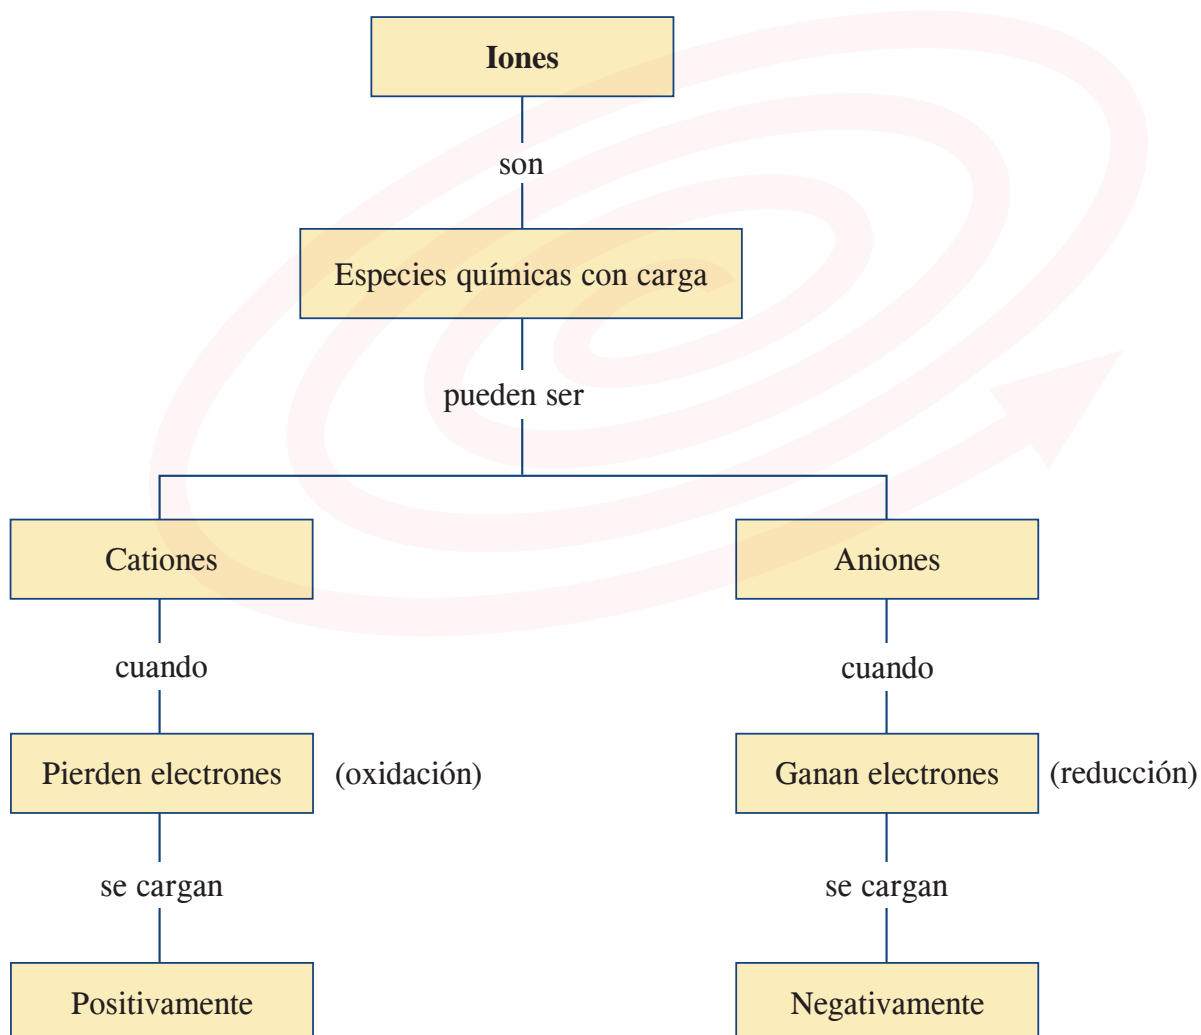 Iones
son
Especies químicas con carga
pueden ser
Cationes
Aniones
cuando
cuando
Pierden electrones
(oxidación)
Ganan electrones
(reducción)
se cargan
se cargan
Positivamente
Negativamente